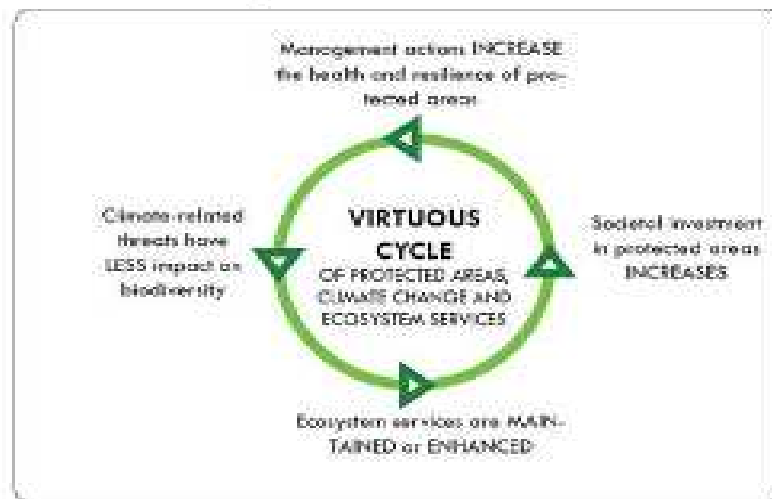 Management actions INCREASE
the health and resilience of pro-
tected areas
Climate-related
threats have
LESS impact on
biodiversity
VIRTUOUS
CYCLE
OF PROTECTED AREAS,
CLIMATE CHANGE AND
ECOSYSTEM SERVICES
Societal investment
in protected areas
INCREASES
Ecosystem services are MAIN-
TAINED or ENHANCED